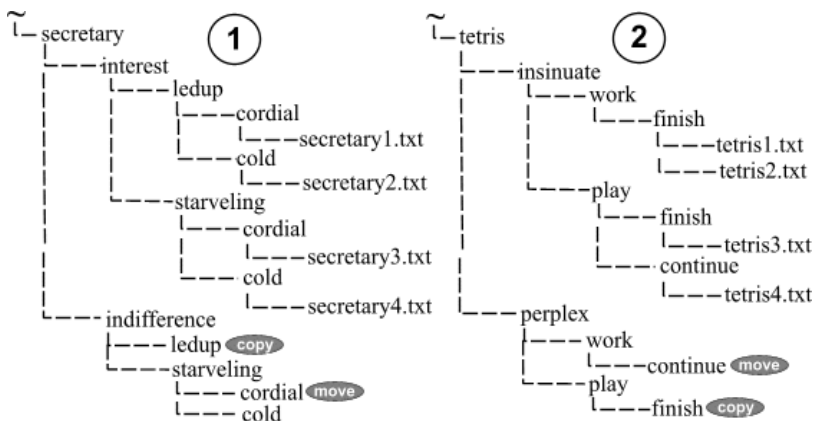 ~
secretary
1
interest
ledup
cordial
secretary1.txt
cold
secretary2.txt
starveling
cordial
secretary3.txt
cold
secretary4.txt
indifference
ledup copy
starveling
cordial move
cold
~
tetris
2
insinuate
work
finish
tetris1.txt
tetris2.txt
play
finish
tetris3.txt
continue
tetris4.txt
perplex
work
continue move
play
finish copy